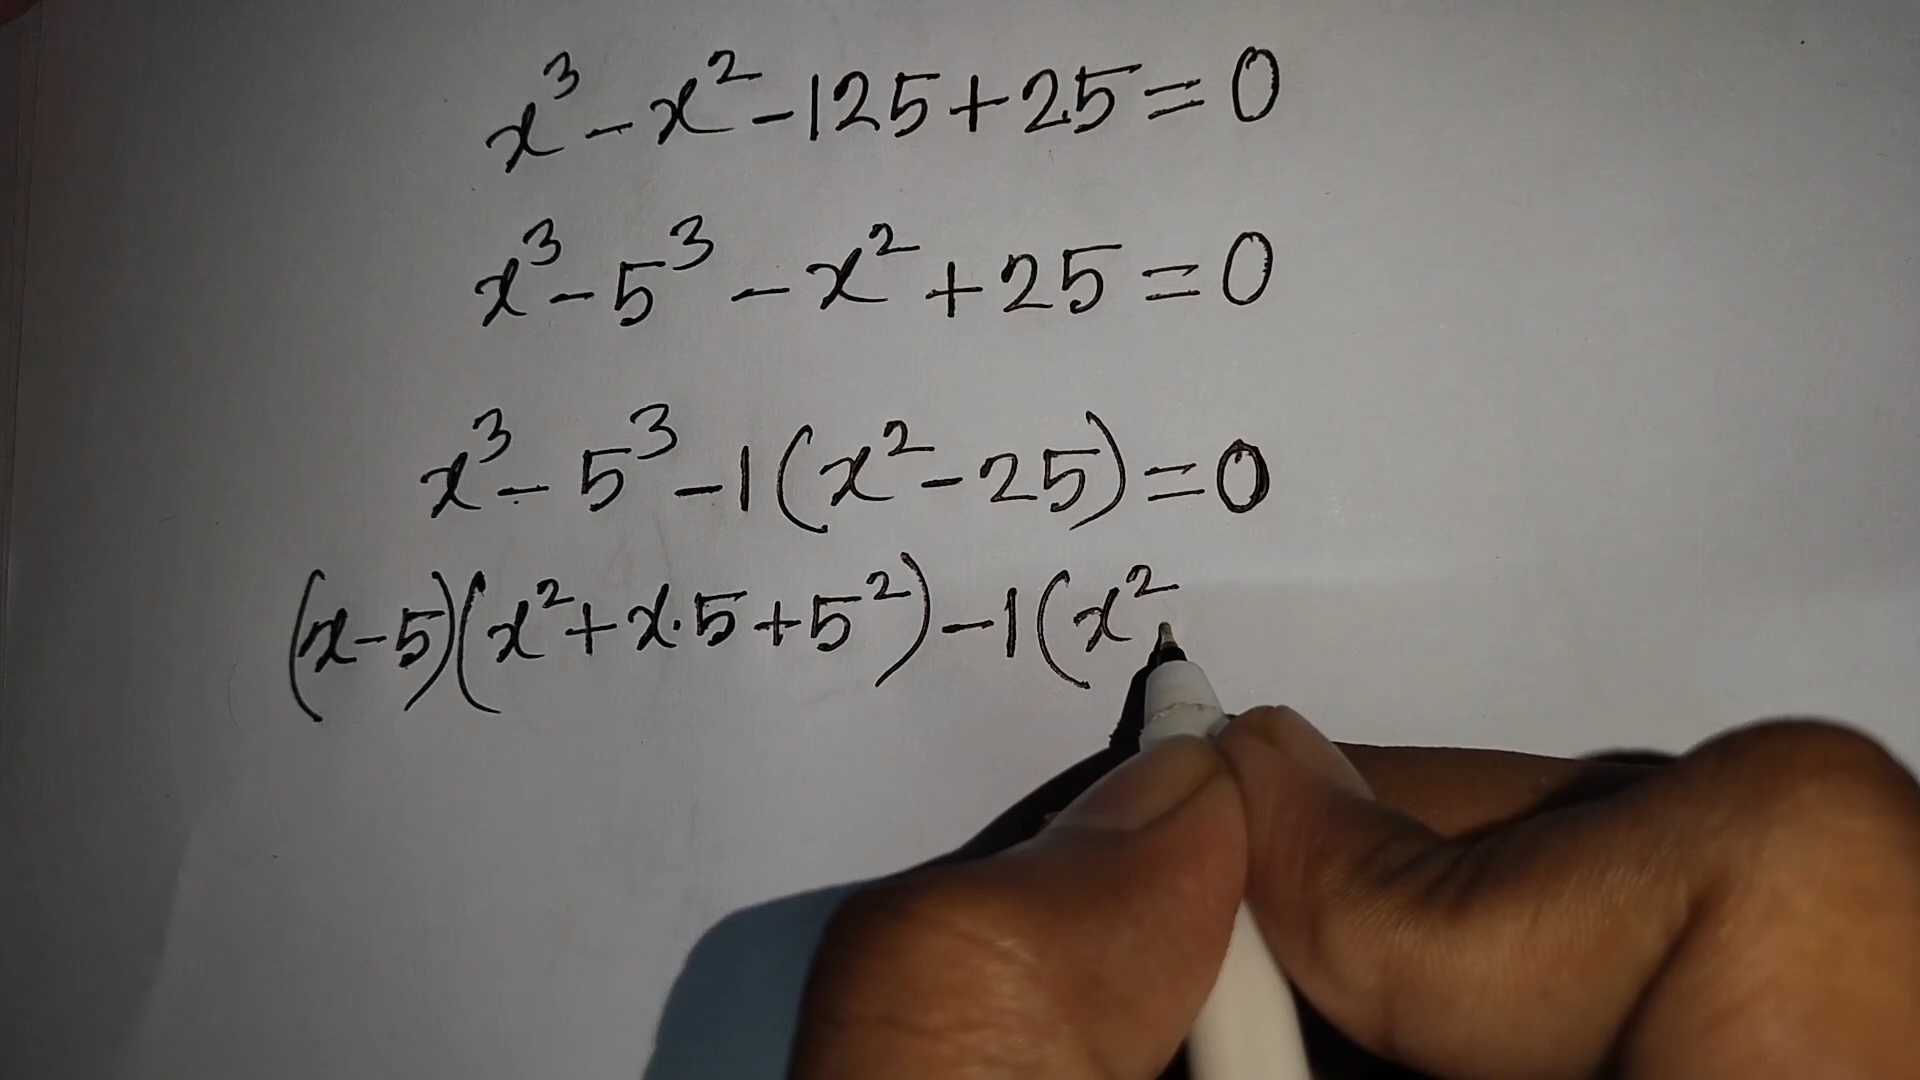 x³ - x² - 125 + 25 = 0
x³ - 5³ - x² + 25 = 0
x³ - 5³ - 1(x² - 25) = 0
(x - 5)(x² + x·5 + 5²) - 1(x²